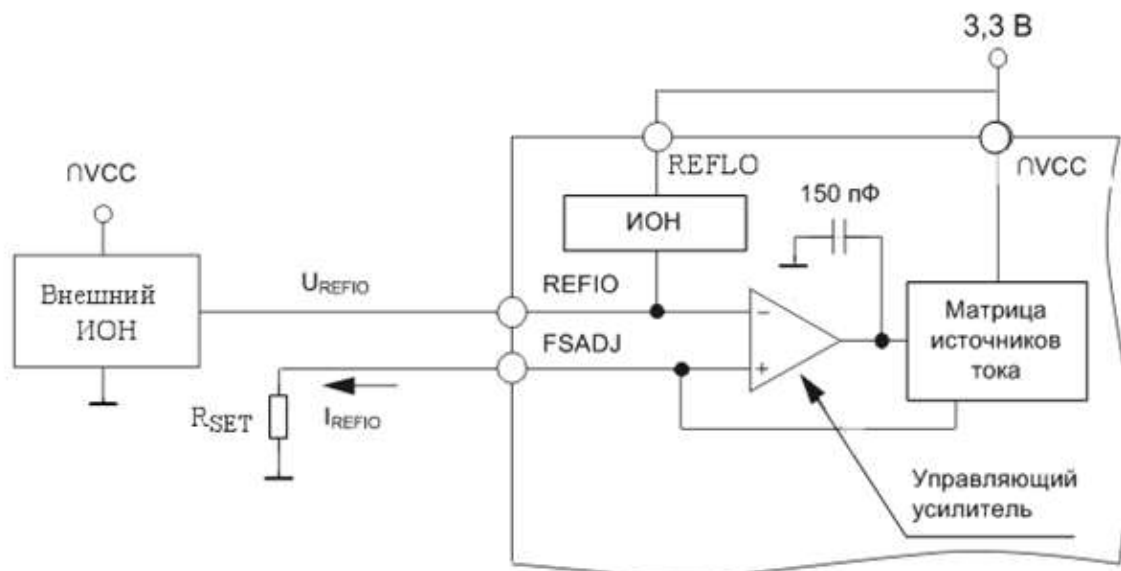 3,3 В
∩VCC
REFLO
∩VCC
150 пФ
ИОН
Внешний
ИОН
UREFIO
REFIO
FSADJ
−
+
Матрица
источников
тока
RSET
IREFIO
Управляющий
усилитель